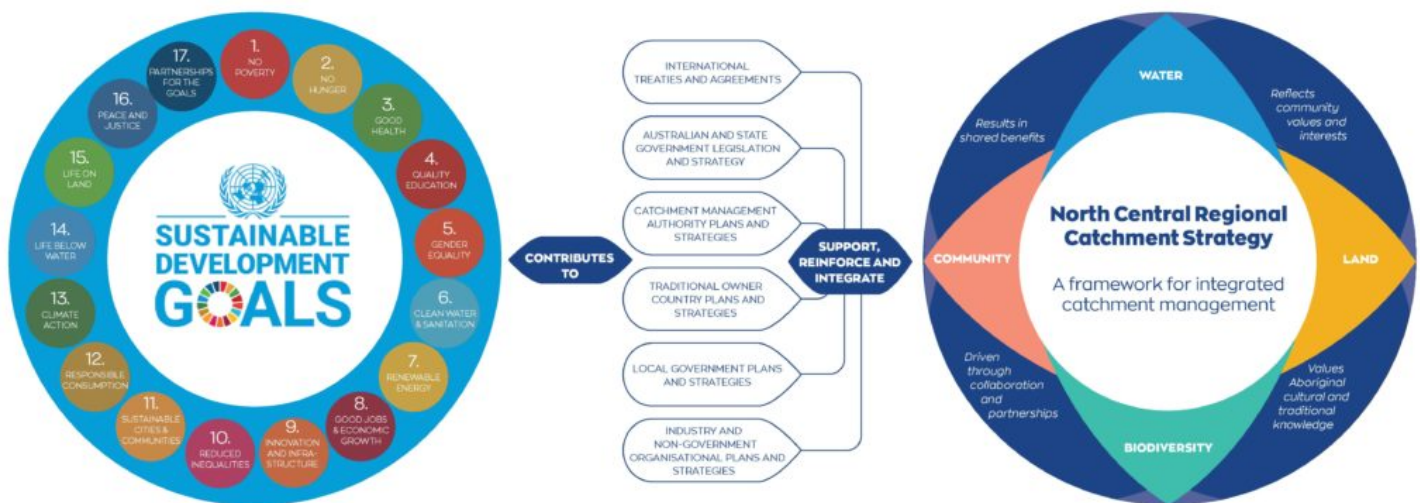 1.
NO
POVERTY
2.
NO
HUNGER
3.
GOOD
HEALTH
4.
QUALITY
EDUCATION
5.
GENDER
EQUALITY
6.
CLEAN WATER
& SANITATION
7.
RENEWABLE
ENERGY
8.
GOOD JOBS
& ECONOMIC
GROWTH
9.
INNOVATION
AND INFRA-
STRUCTURE
10.
REDUCED
INEQUALITIES
11.
SUSTAINABLE
CITIES &
COMMUNITIES
12.
RESPONSIBLE
CONSUMPTION
13.
CLIMATE
ACTION
14.
LIFE BELOW
WATER
15.
LIFE ON
LAND
16.
PEACE AND
JUSTICE
17.
PARTNERSHIPS
FOR THE
GOALS
SUSTAINABLE
DEVELOPMENT
GOALS
CONTRIBUTES
TO
INTERNATIONAL
TREATIES AND AGREEMENTS
AUSTRALIAN AND STATE
GOVERNMENT LEGISLATION
AND STRATEGY
CATCHMENT MANAGEMENT
AUTHORITY PLANS AND
STRATEGIES
TRADITIONAL OWNER
COUNTRY PLANS AND
STRATEGIES
LOCAL GOVERNMENT PLANS
AND STRATEGIES
INDUSTRY AND
NON-GOVERNMENT
ORGANISATIONAL PLANS AND
STRATEGIES
SUPPORT,
REINFORCE AND
INTEGRATE
WATER
Reflects
community
values and
interests
LAND
Values
Aboriginal
cultural and
traditional
knowledge
BIODIVERSITY
Driven
through
collaboration
and
partnerships
COMMUNITY
Results in
shared benefits
North Central Regional
Catchment Strategy
A framework for integrated
catchment management